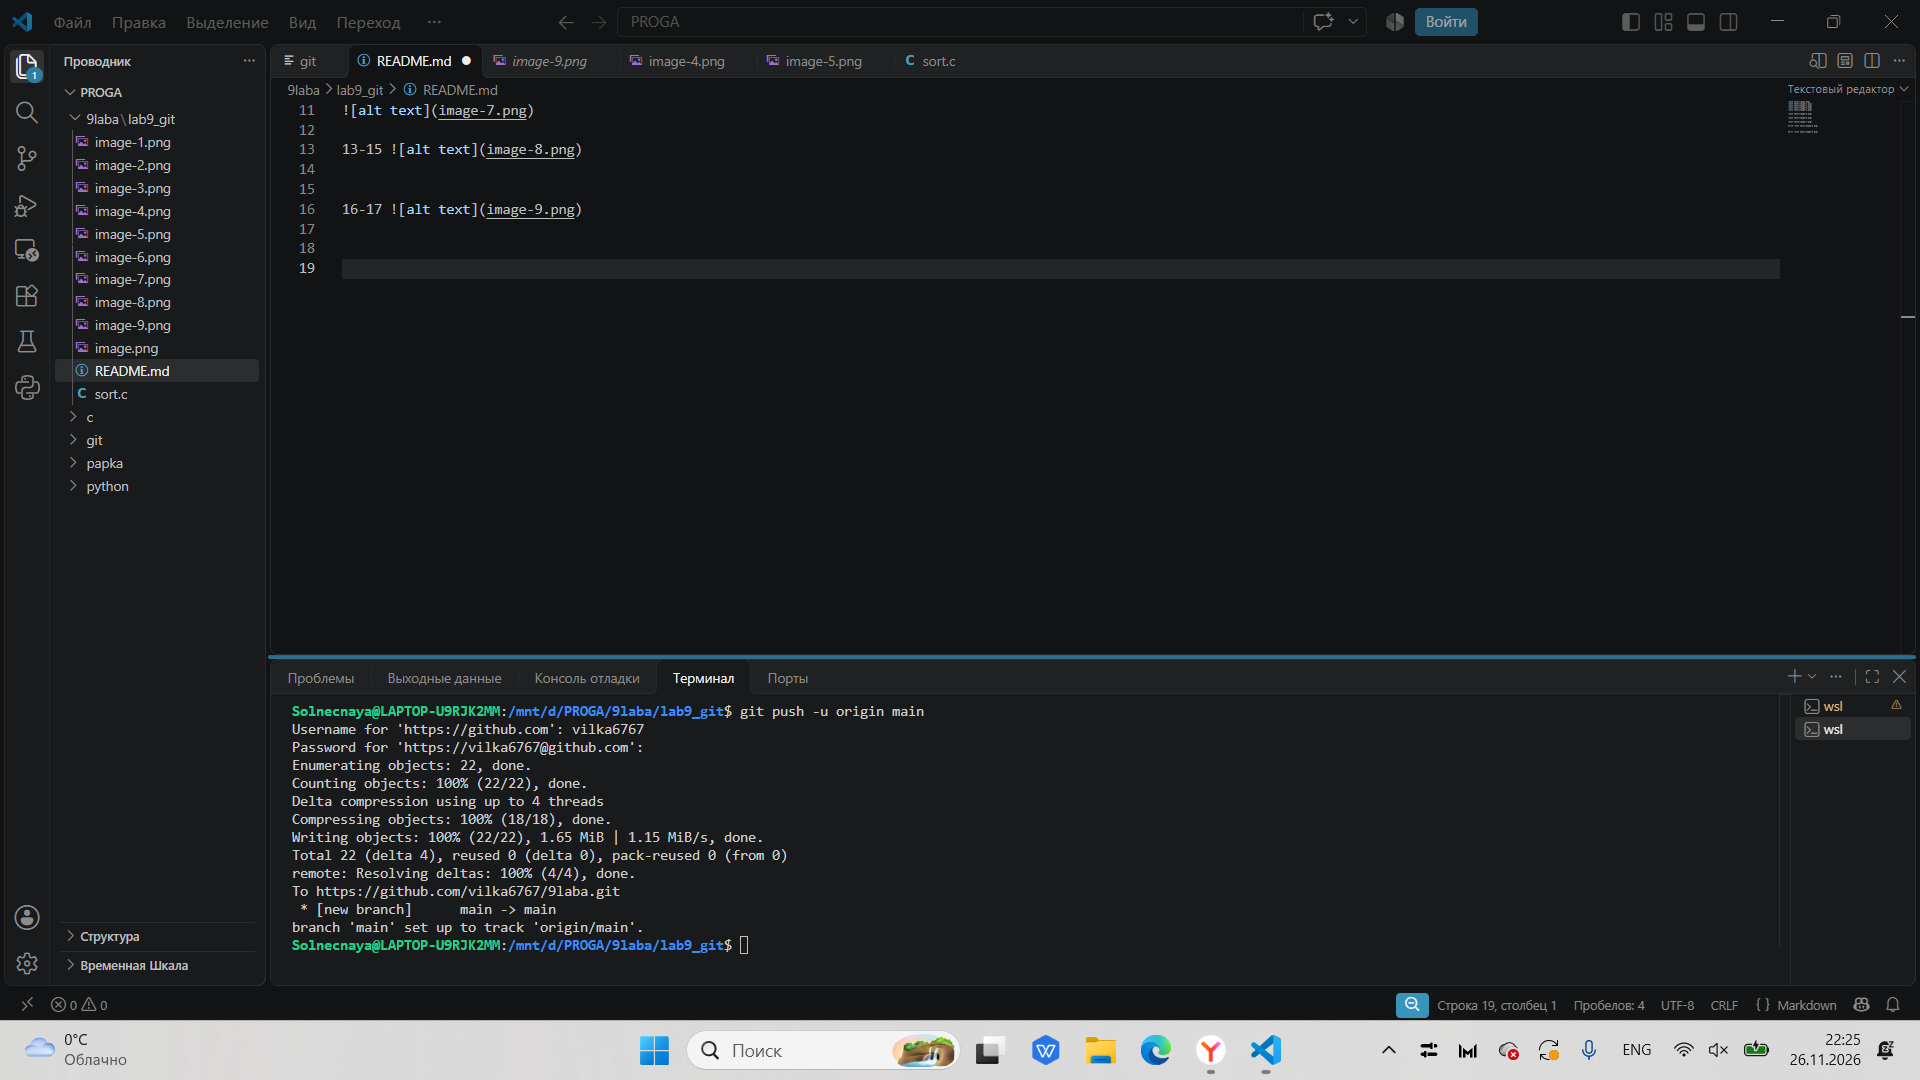 Файл Правка Выделение Вид Переход ···
PROGA
Войти
Проводник
git
README.md
image-9.png
image-4.png
image-5.png
C sort.c
PROGA
9laba\lab9_git
image-1.png
image-2.png
image-3.png
image-4.png
image-5.png
image-6.png
image-7.png
image-8.png
image-9.png
image.png
README.md
C sort.c
c
git
papka
python
Структура
Временная Шкала
9laba > lab9_git > README.md
Текстовый редактор
11 ![alt text](image-7.png)
12
13 13-15 ![alt text](image-8.png)
14
15
16 16-17 ![alt text](image-9.png)
17
18
19
Проблемы Выходные данные Консоль отладки Терминал Порты
Solnecnaya@LAPTOP-U9RJK2MM:/mnt/d/PROGA/9laba/lab9_git$ git push -u origin main
Username for 'https://github.com': vilka6767
Password for 'https://vilka6767@github.com':
Enumerating objects: 22, done.
Counting objects: 100% (22/22), done.
Delta compression using up to 4 threads
Compressing objects: 100% (18/18), done.
Writing objects: 100% (22/22), 1.65 MiB | 1.15 MiB/s, done.
Total 22 (delta 4), reused 0 (delta 0), pack-reused 0 (from 0)
remote: Resolving deltas: 100% (4/4), done.
To https://github.com/vilka6767/9laba.git
 * [new branch]      main -> main
branch 'main' set up to track 'origin/main'.
Solnecnaya@LAPTOP-U9RJK2MM:/mnt/d/PROGA/9laba/lab9_git$
wsl
wsl
0 0
Строка 19, столбец 1 Пробелов: 4 UTF-8 CRLF { } Markdown
0°C
Облачно
Поиск
ENG
22:25
26.11.2026